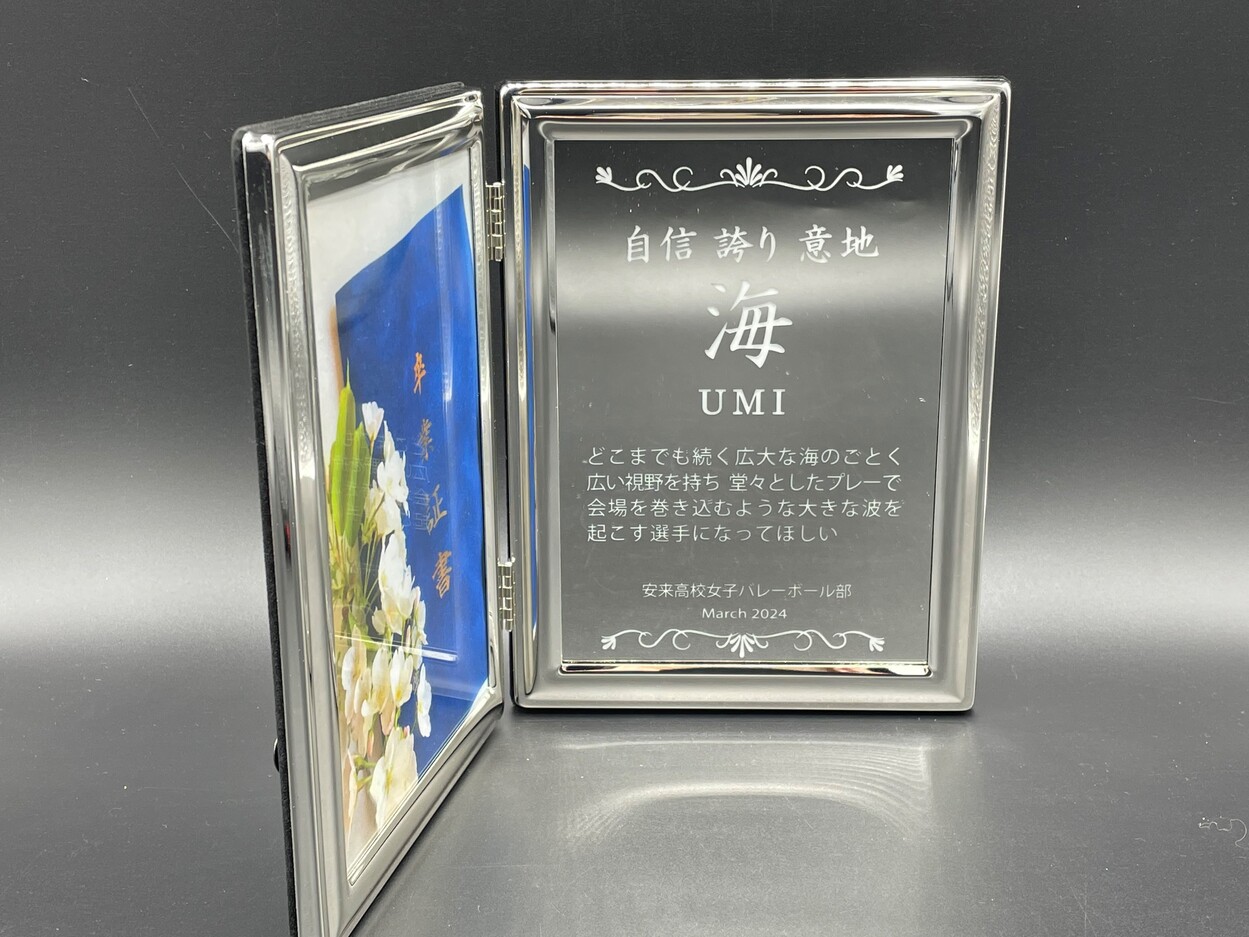 卒業証書
自信 誇り 意地
海
UMI
どこまでも続く広大な海のごとく
広い視野を持ち 堂々としたプレーで
会場を巻き込むような大きな波を
起こす選手になってほしい
安来高校女子バレーボール部
March 2024